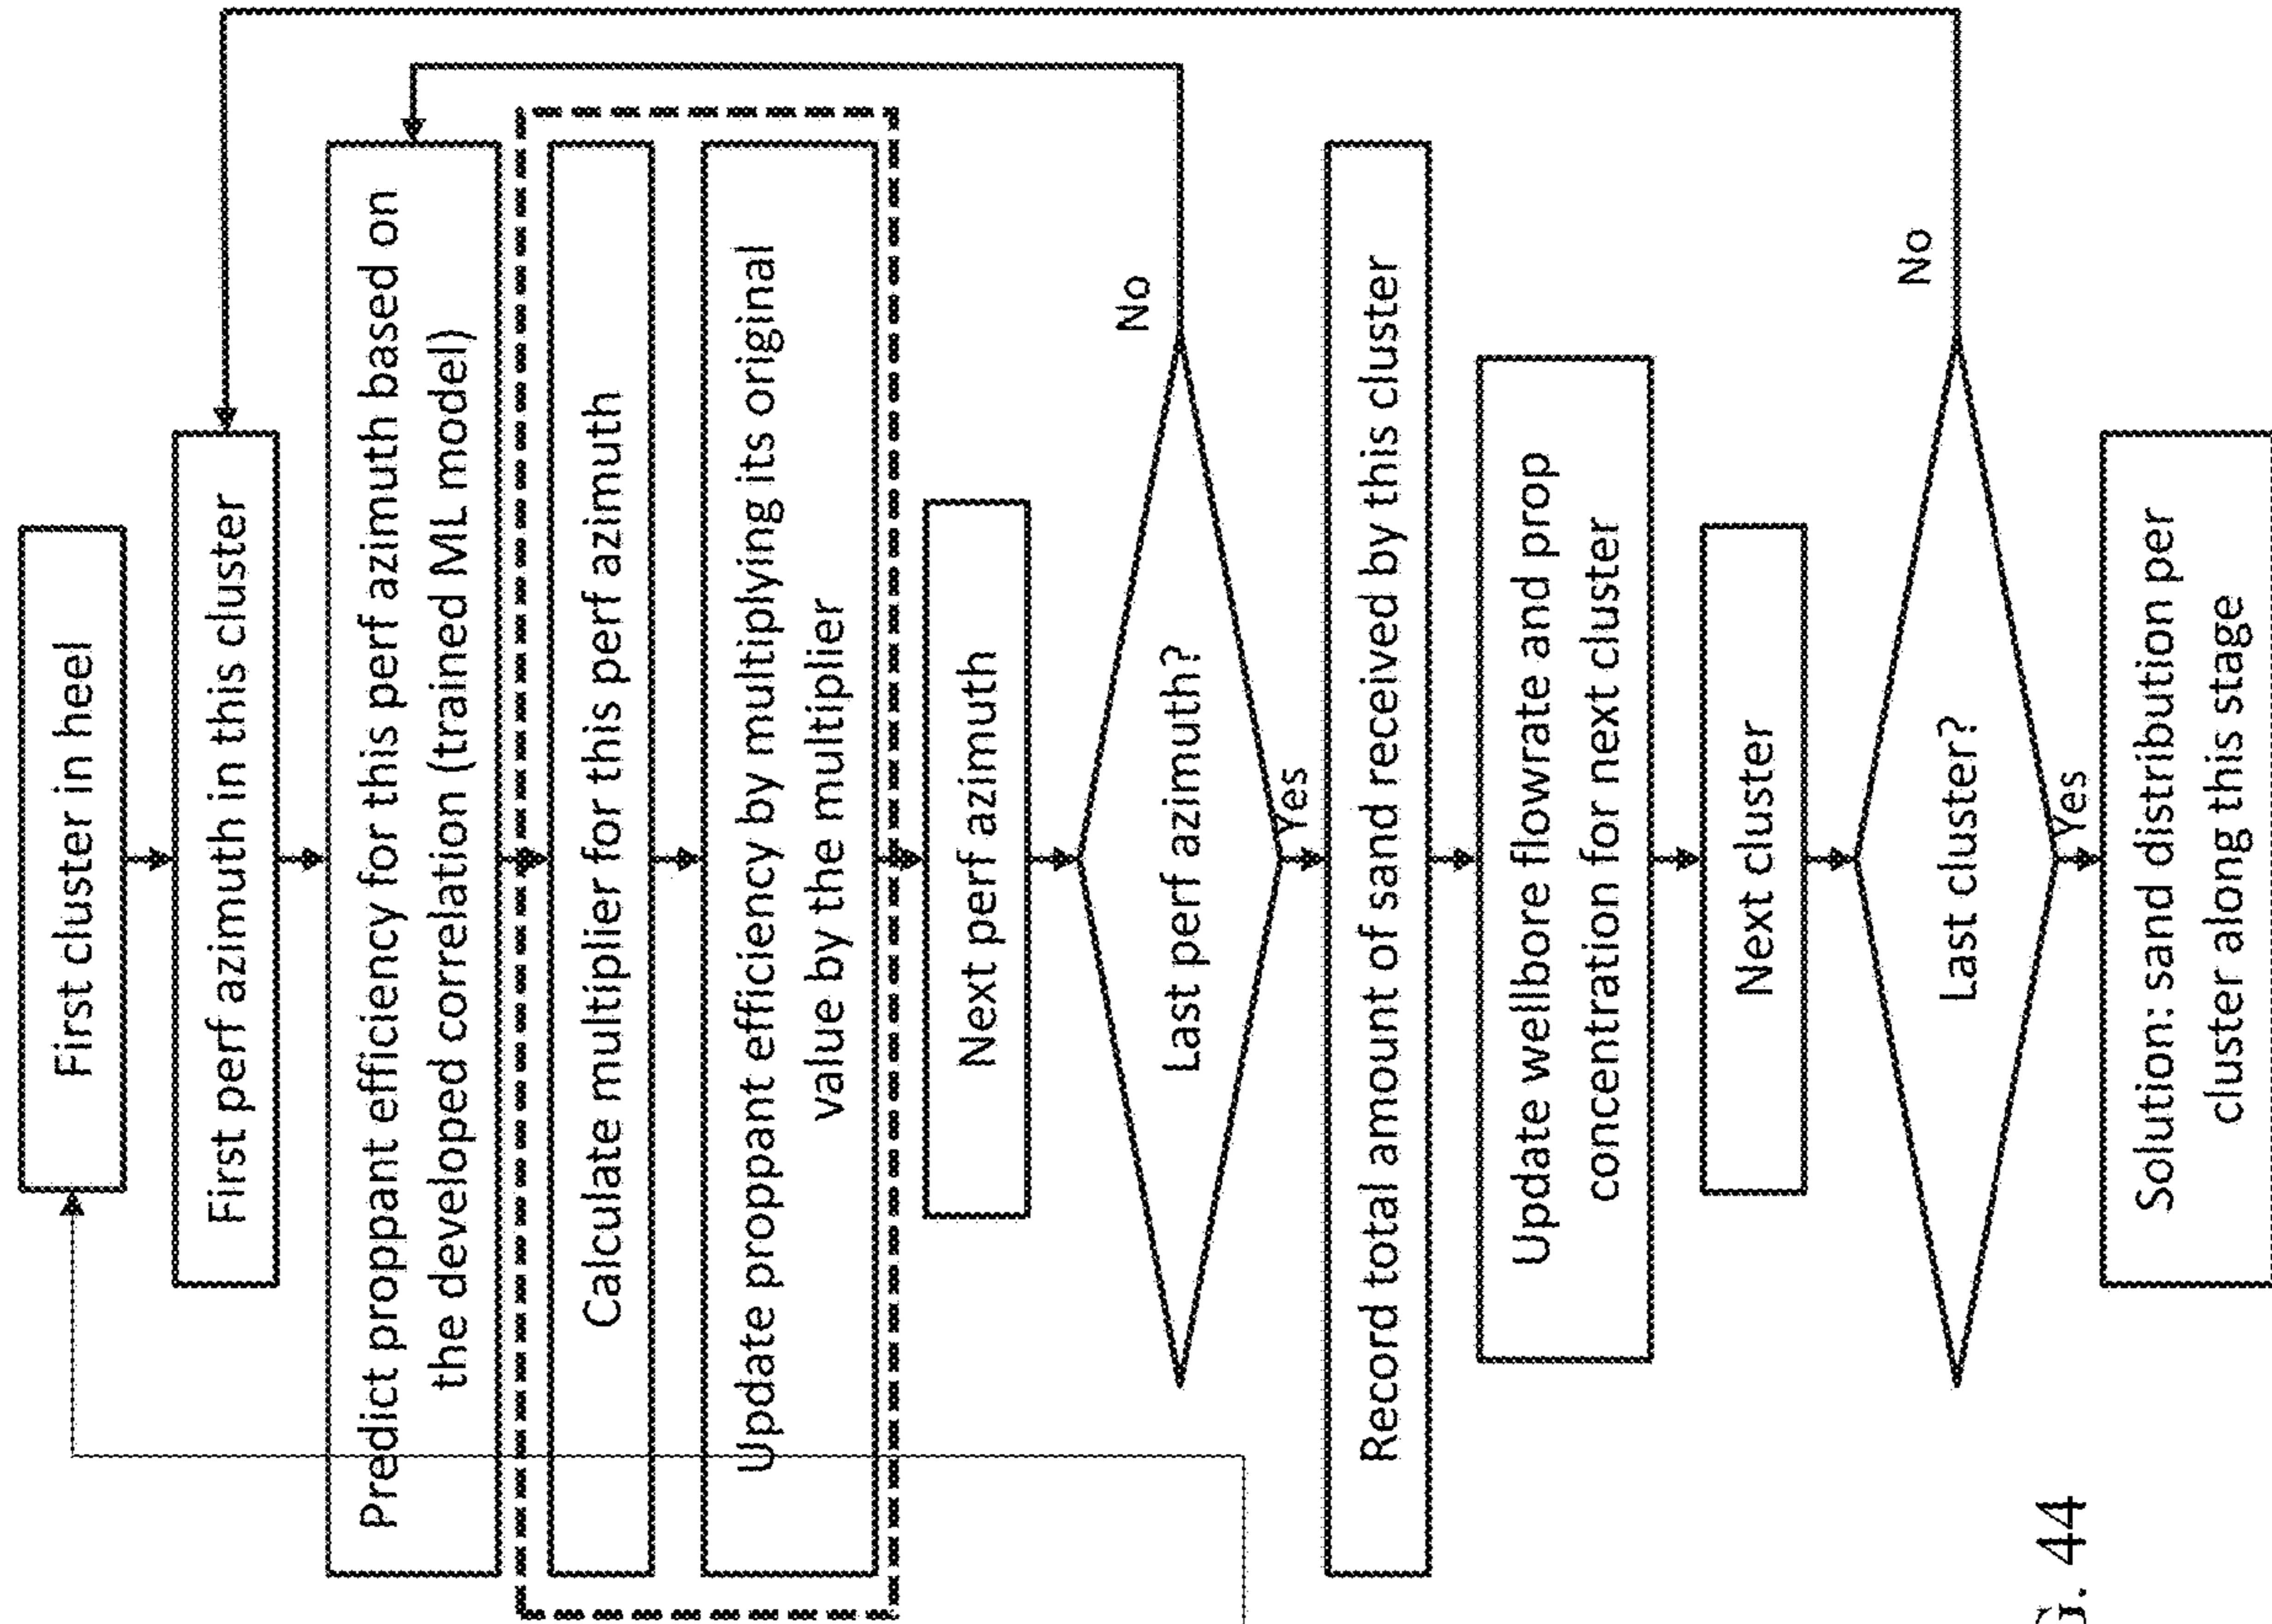 First cluster in heel
First perf azimuth in this cluster
Predict proppant efficiency for this perf azimuth based on
the developed correlation (trained ML model)
Calculate multiplier for this perf azimuth
Update proppant efficiency by multiplying its original
value by the multiplier
Next perf azimuth
Last perf azimuth?
No
Yes
Record total amount of sand received by this cluster
Update wellbore flowrate and prop
concentration for next cluster
Next cluster
Last cluster?
No
Yes
Solution: sand distribution per
cluster along this stage
44